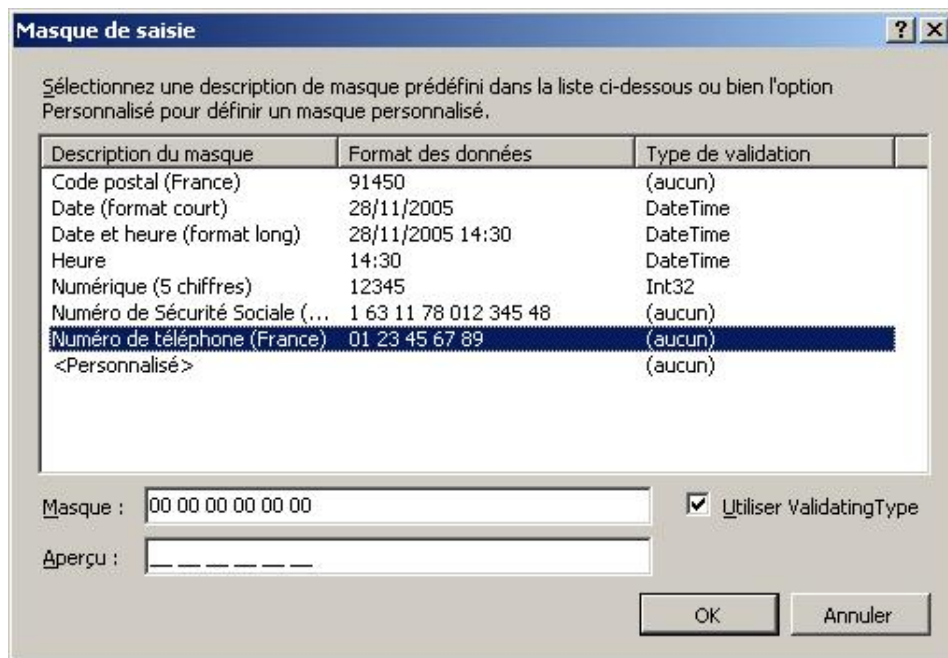 Masque de saisie
Sélectionnez une description de masque prédéfini dans la liste ci-dessous ou bien l'option
Personnalisé pour définir un masque personnalisé.
Description du masque Format des données Type de validation
Code postal (France) 91450 (aucun)
Date (format court) 28/11/2005 DateTime
Date et heure (format long) 28/11/2005 14:30 DateTime
Heure 14:30 DateTime
Numérique (5 chiffres) 12345 Int32
Numéro de Sécurité Sociale (... 1 63 11 78 012 345 48 (aucun)
Numéro de téléphone (France) 01 23 45 67 89 (aucun)
<Personnalisé> (aucun)
Masque : 00 00 00 00 00 00 Utiliser ValidatingType
Aperçu : __ __ __ __ __ __
OK Annuler